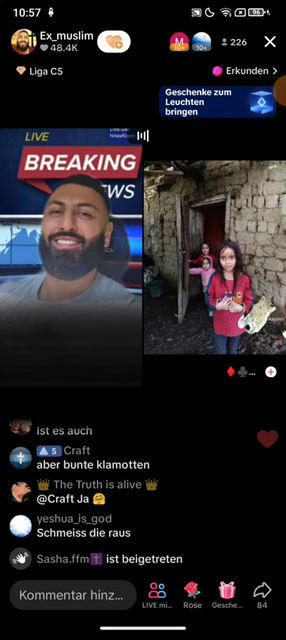 10:57
Ex_muslim
48.4K
10+
10+
226
Liga C5
Erkunden
Geschenke zum
Leuchten
bringen
LIVE
BREAKING
NEWS
Ist es auch
5 Craft
aber bunte klamotten
The Truth is alive
@Craft Ja
yeshua_is_god
Schmeiss die raus
Sasha.ffm ist beigetreten
Kommentar hinz...
LIVE mi...
Rose
Gesche...
84